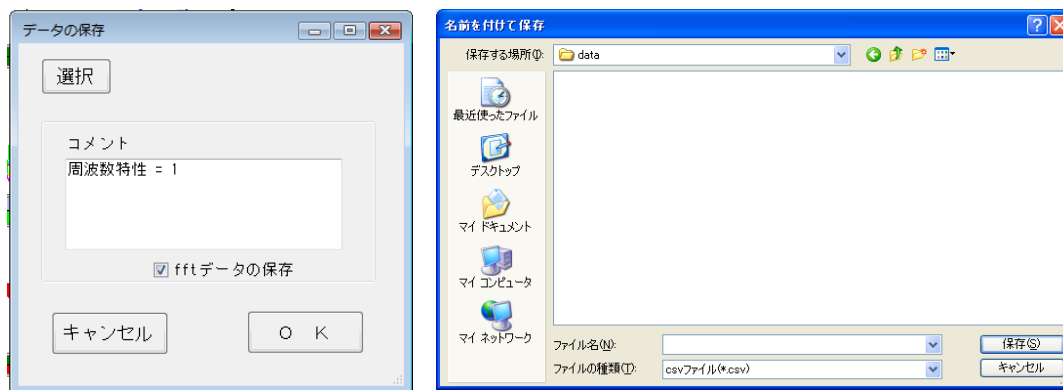 データの保存
選択
コメント
周波数特性 = 1
fftデータの保存
キャンセル
O K
名前を付けて保存
保存する場所(I):
data
最近使ったファイル
デスクトップ
マイ ドキュメント
マイ コンピュータ
マイ ネットワーク
ファイル名(N):
保存(S)
ファイルの種類(T):
csvファイル(*.csv)
キャンセル